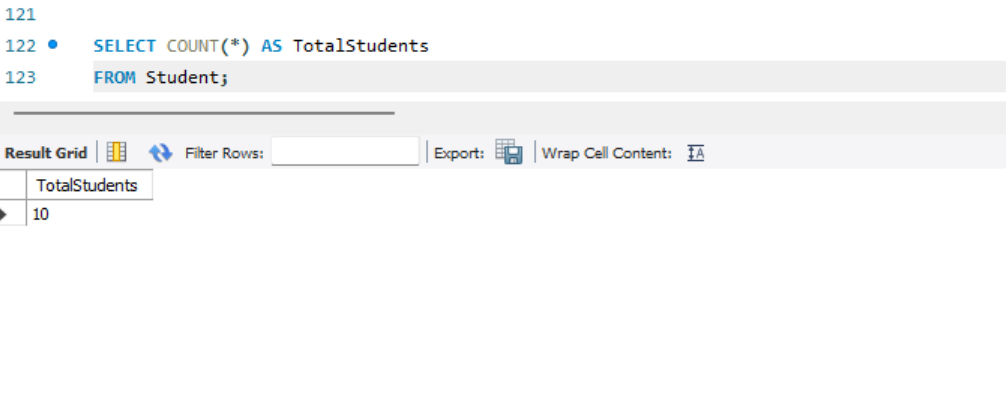 121
122 SELECT COUNT(*) AS TotalStudents
123 FROM Student;
Result Grid Filter Rows: Export: Wrap Cell Content: IA
TotalStudents
10